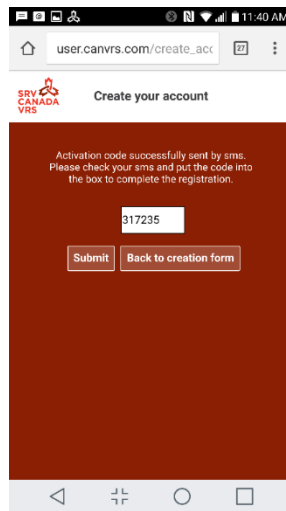 11:40 AM
user.canvrs.com/create_acc
27
SRV
CANADA
VRS
Create your account
Activation code successfully sent by sms.
Please check your sms and put the code into
the box to complete the registration.
317235
Submit
Back to creation form